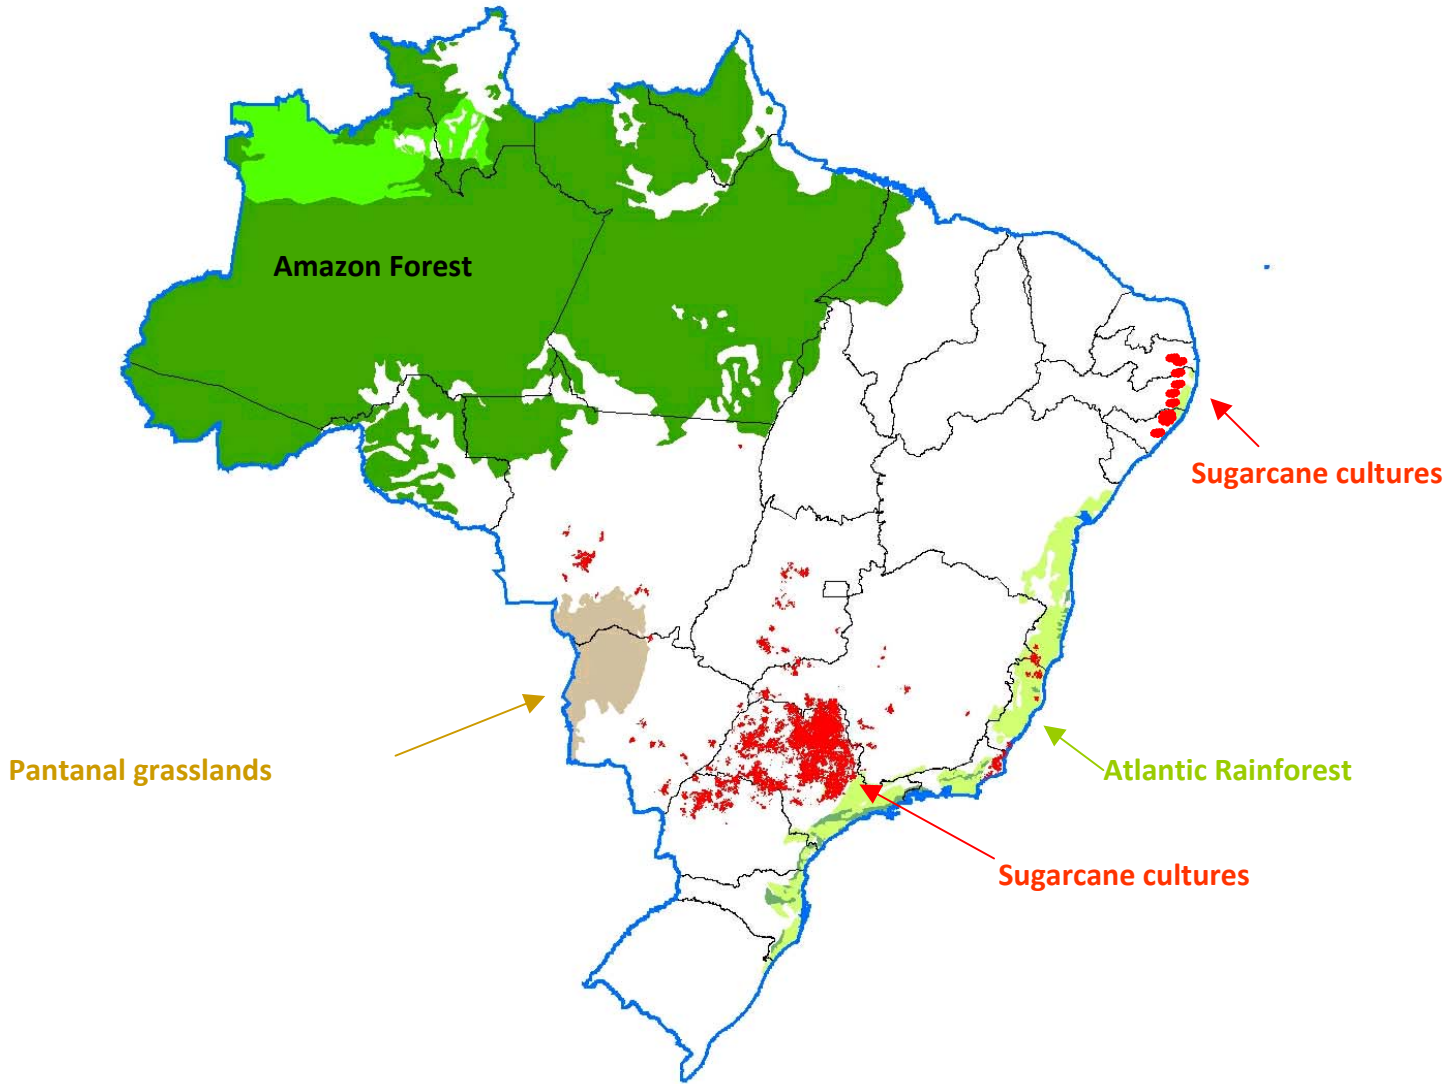 Amazon Forest
Sugarcane cultures
Pantanal grasslands
Atlantic Rainforest
Sugarcane cultures